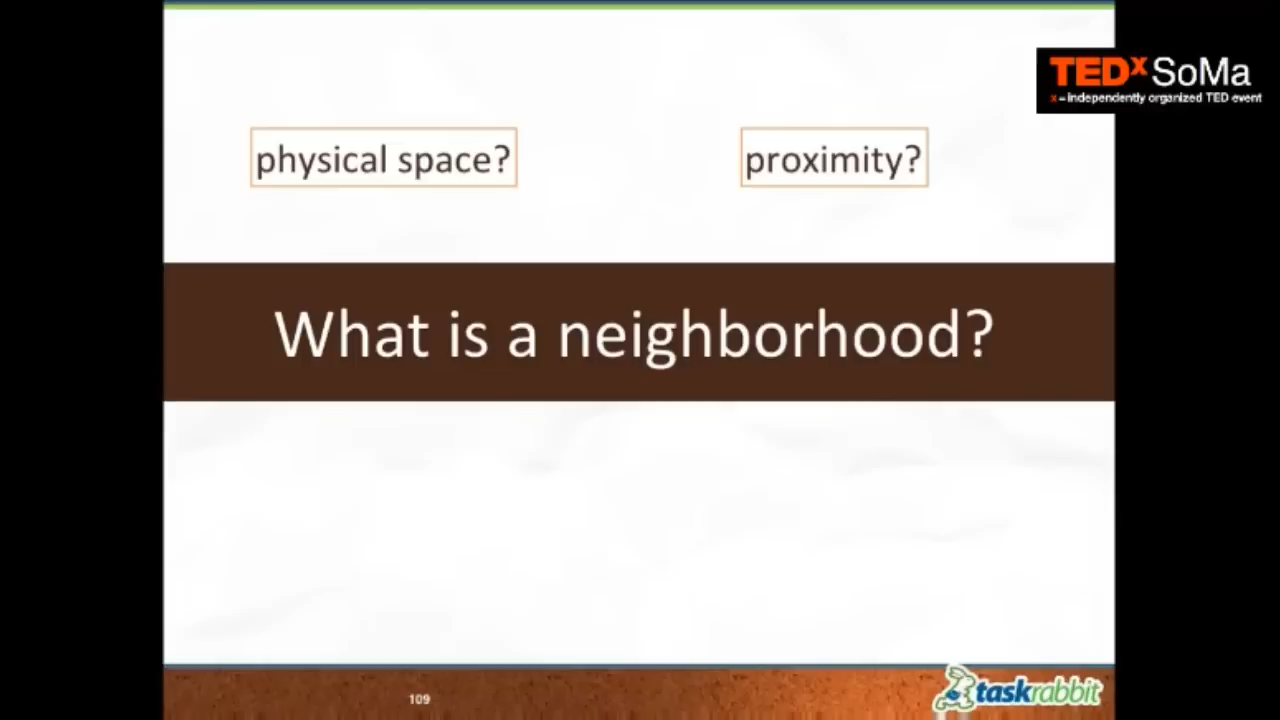 TEDx SoMa
x = independently organized TED event
physical space?
proximity?
What is a neighborhood?
109
taskrabbit